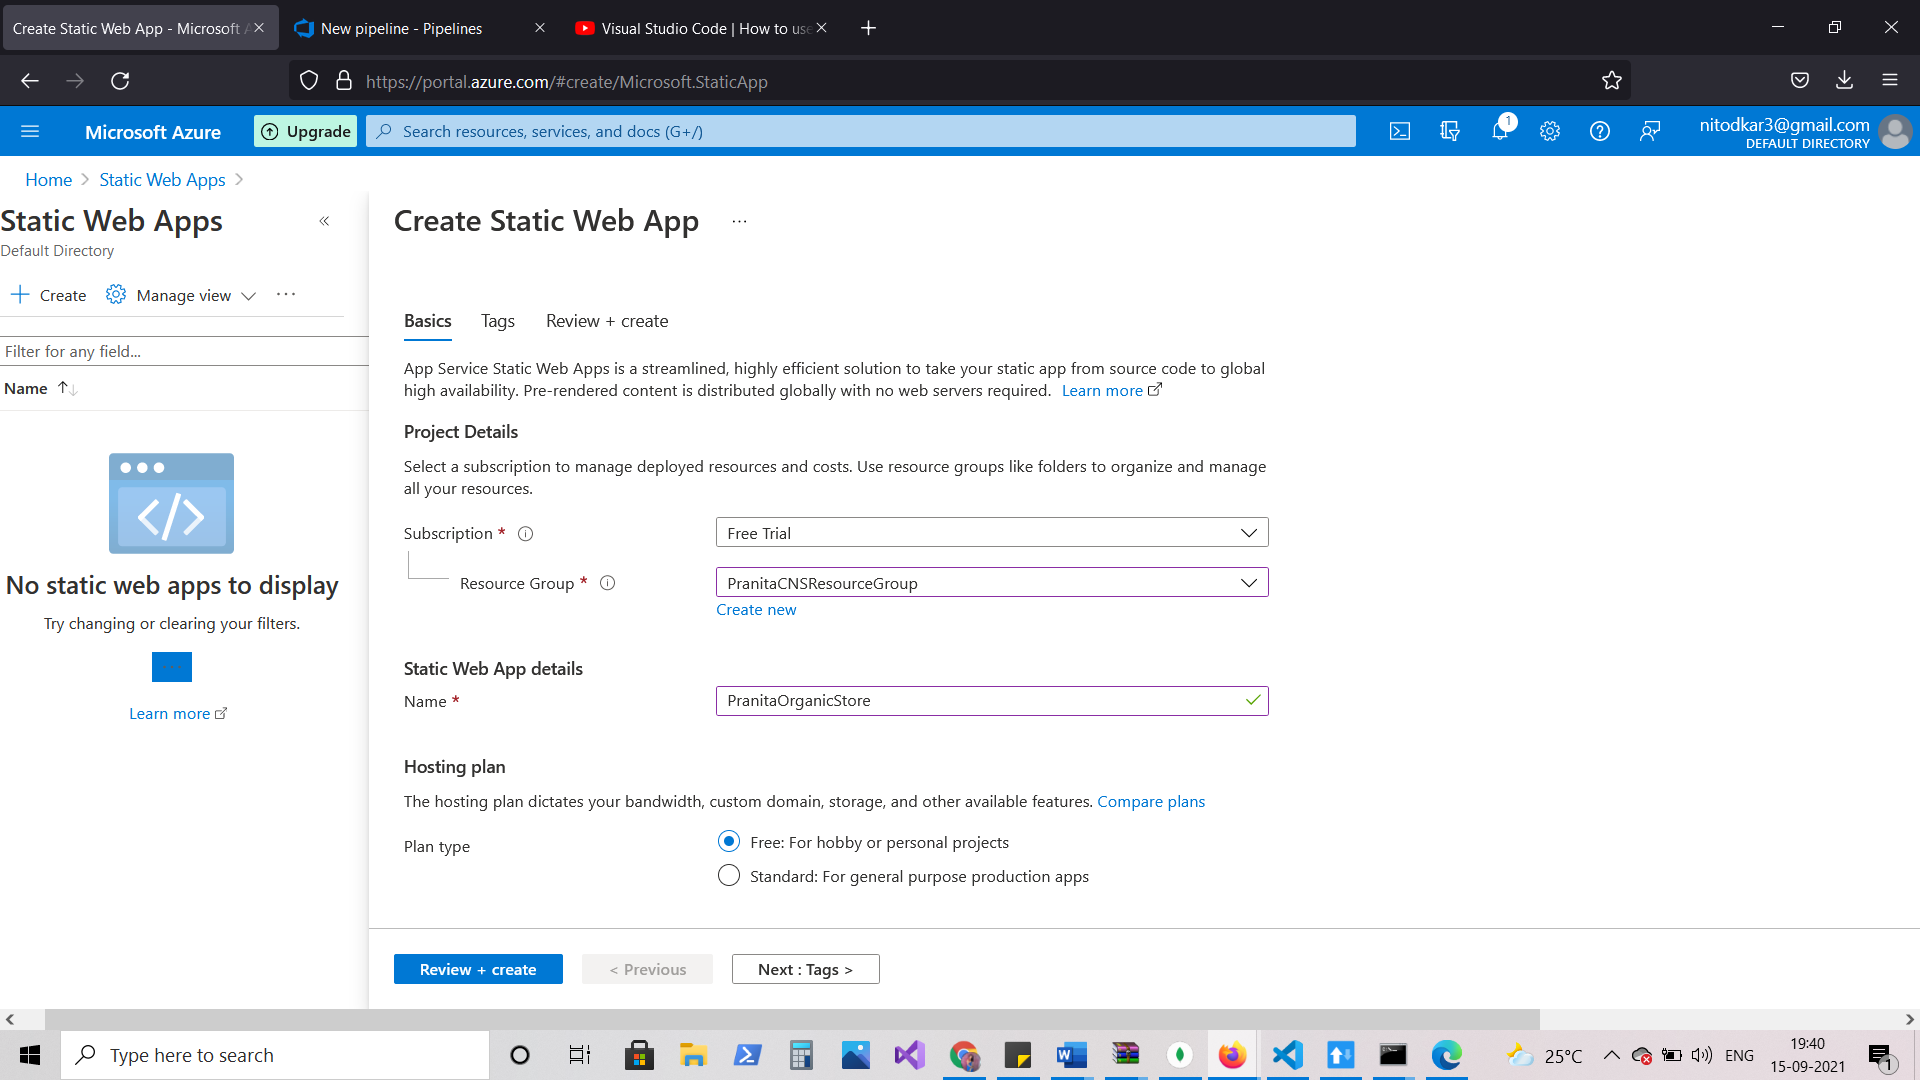 Create Static Web App - Microsoft A
New pipeline - Pipelines
Visual Studio Code | How to use
https://portal.azure.com/#create/Microsoft.StaticApp
Microsoft Azure
Upgrade
Search resources, services, and docs (G+/)
1
nitodkar3@gmail.com
DEFAULT DIRECTORY
Home
Static Web Apps
Static Web Apps
«
Default Directory
Create
Manage view
Filter for any field...
Name
No static web apps to display
Try changing or clearing your filters.
Learn more
Create Static Web App
...
Basics
Tags
Review + create
App Service Static Web Apps is a streamlined, highly efficient solution to take your static app from source code to global
high availability. Pre-rendered content is distributed globally with no web servers required. Learn more
Project Details
Select a subscription to manage deployed resources and costs. Use resource groups like folders to organize and manage
all your resources.
Subscription *
Free Trial
Resource Group *
PranitaCNSResourceGroup
Create new
Static Web App details
Name *
PranitaOrganicStore
Hosting plan
The hosting plan dictates your bandwidth, custom domain, storage, and other available features. Compare plans
Plan type
Free: For hobby or personal projects
Standard: For general purpose production apps
Review + create
< Previous
Next : Tags >
Type here to search
25°C
ENG
19:40
15-09-2021
1